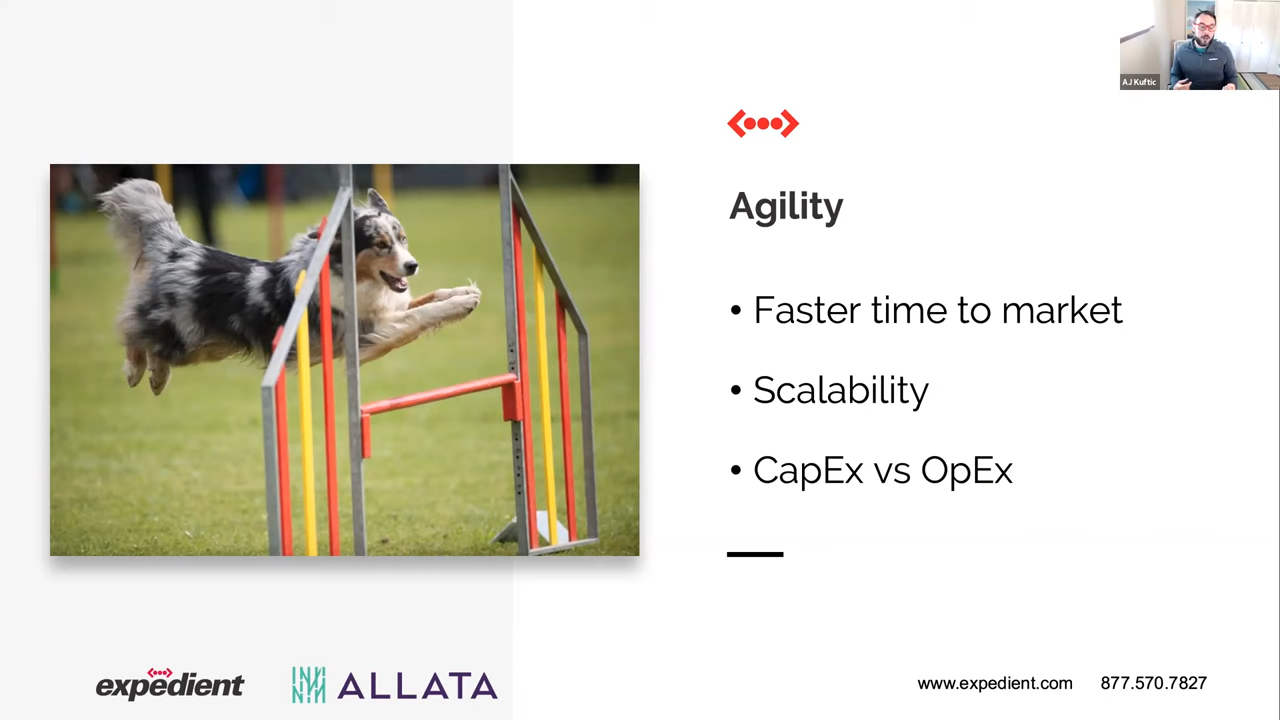 AJ Kuftic
Agility
• Faster time to market
• Scalability
• CapEx vs OpEx
expedient
ALLATA
www.expedient.com
877.570.7827